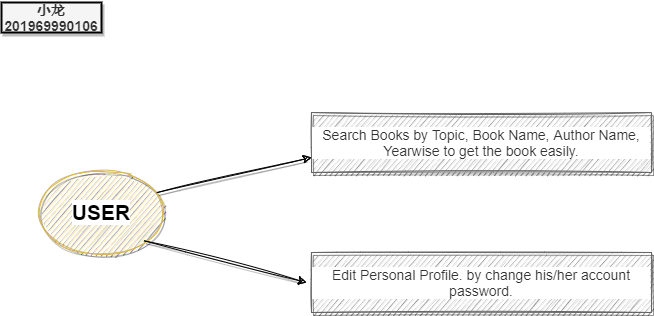 小龙
201969990106
Search Books by Topic, Book Name, Author Name,
Yearwise to get the book easily.
USER
Edit Personal Profile. by change his/her account
password.